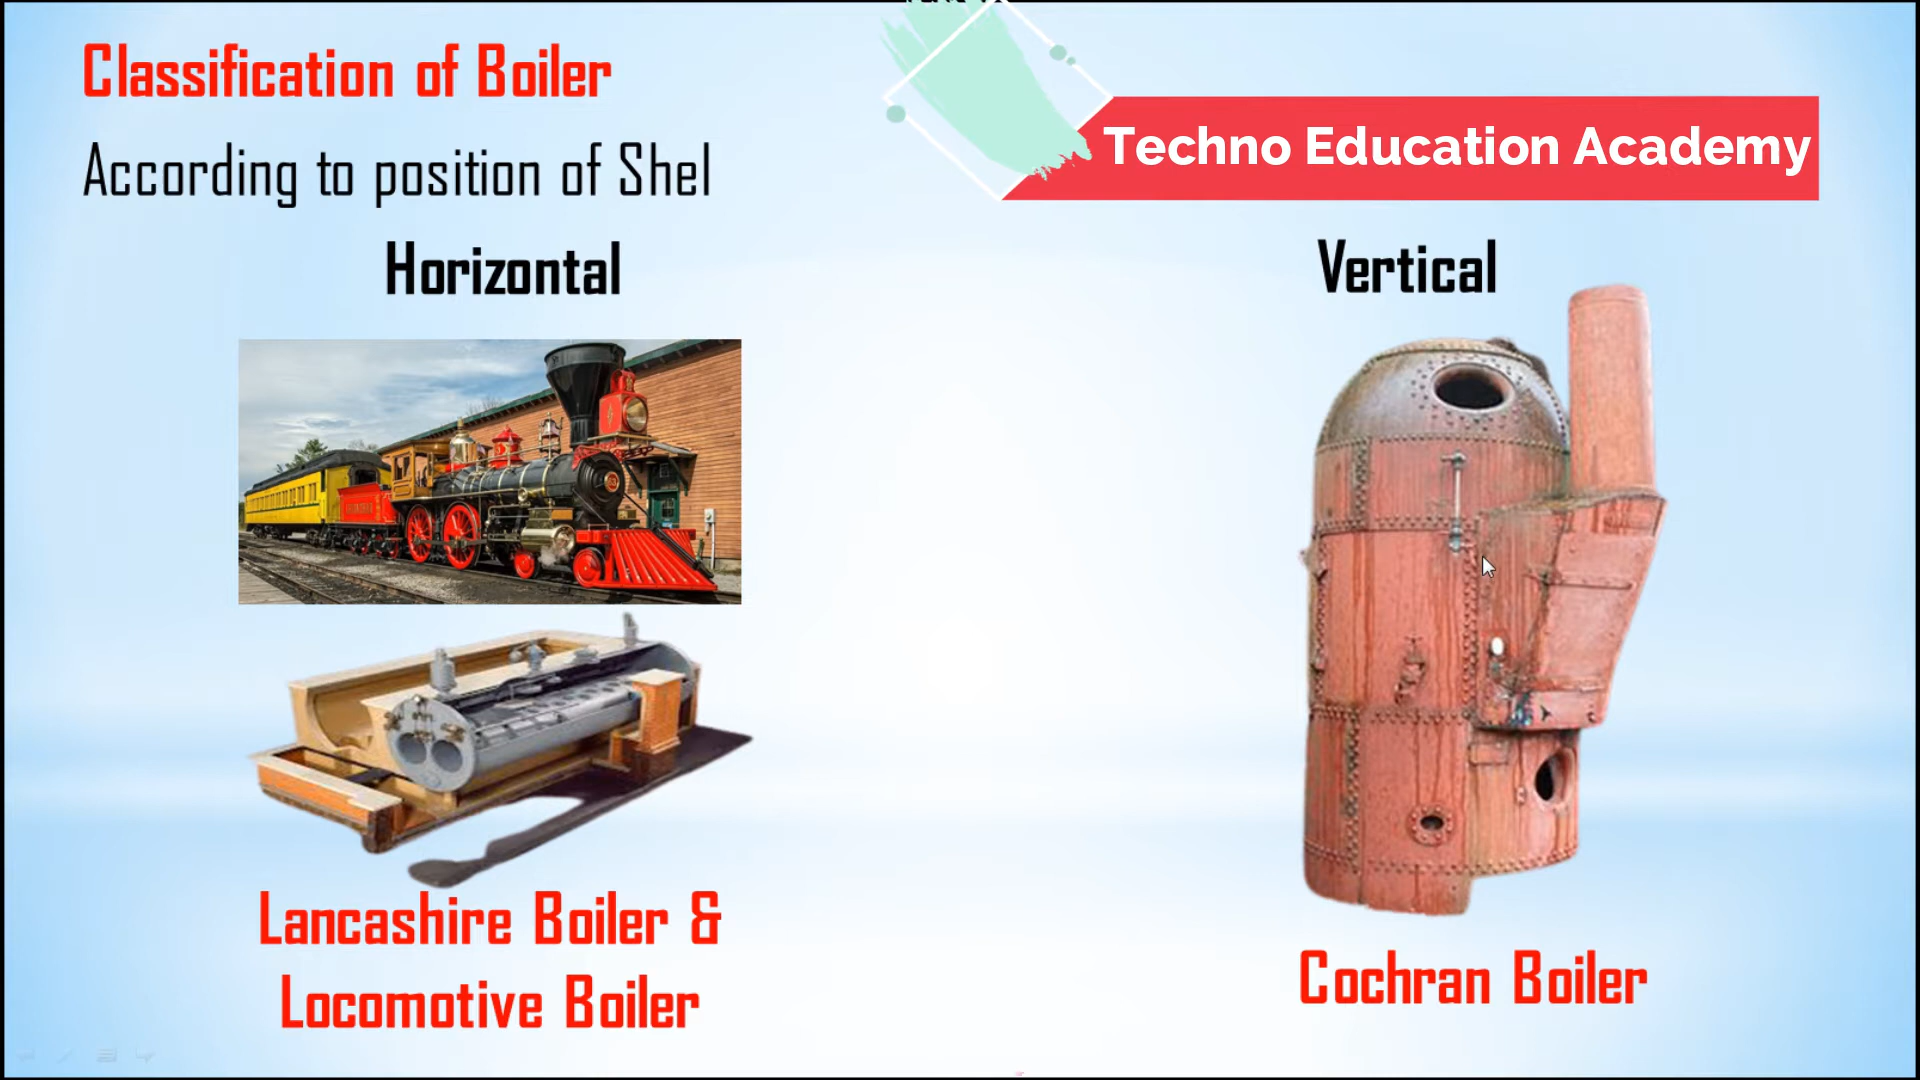 Classification of Boiler
Techno Education Academy
According to position of Shel
Horizontal
Vertical
Lancashire Boiler &
Locomotive Boiler
Cochran Boiler